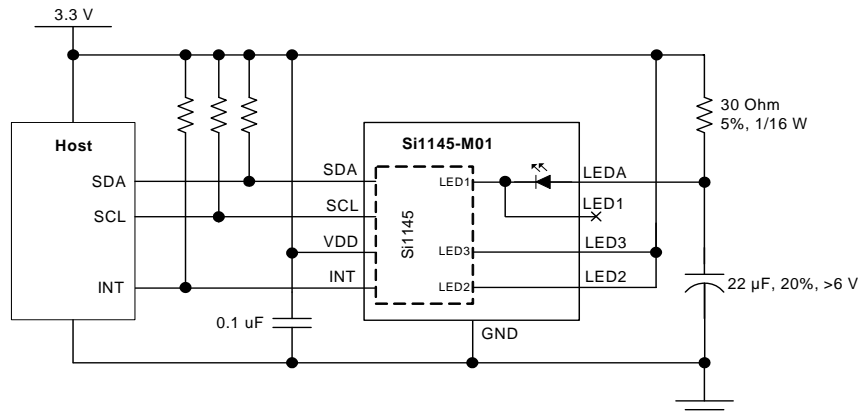 3.3 V
30 Ohm
5%, 1/16 W
Host
Si1145-M01
SDA
SDA
LED1
LEDA
SCL
SCL
LED1
Si1145
VDD
LED3
LED3
INT
INT
LED2
LED2
22 µF, 20%, >6 V
0.1 uF
GND